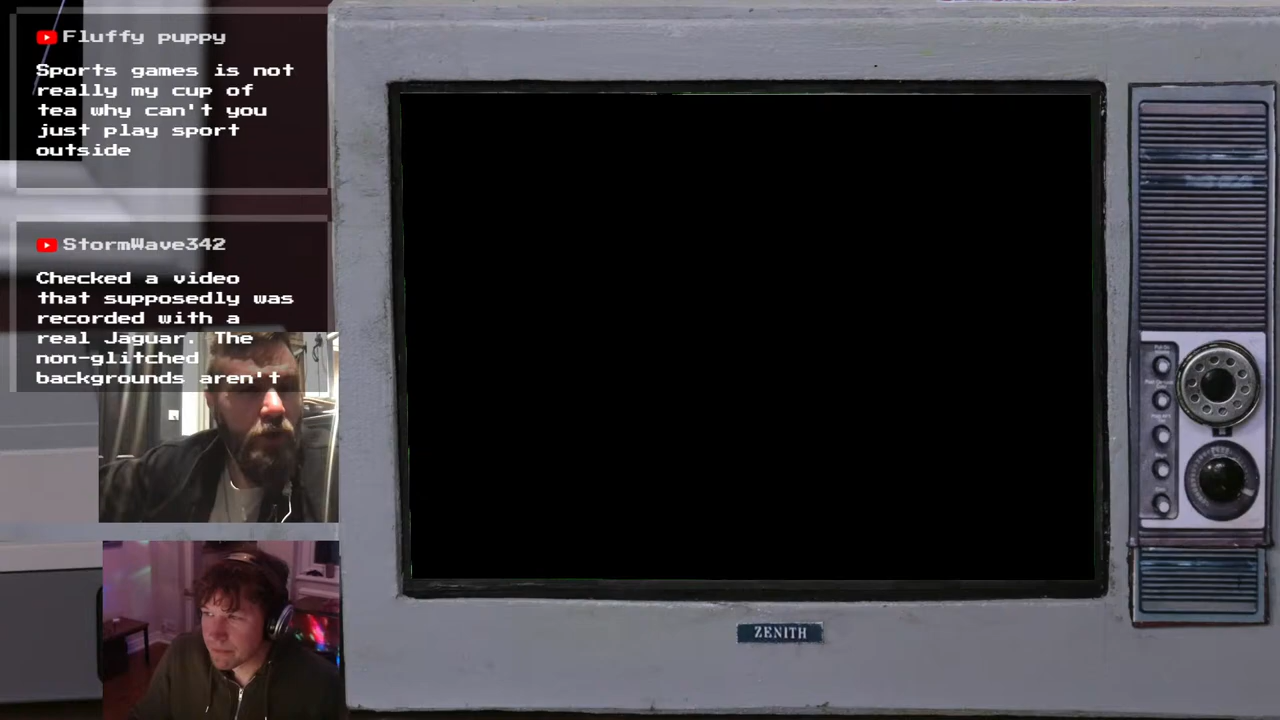 Fluffy puppy
Sports games is not
really my cup of
tea why can't you
just play sport
outside
StormWave342
Checked a video
that supposedly was
recorded with a
real Jaguar. The
non-glitched
backgrounds aren't
ZENITH